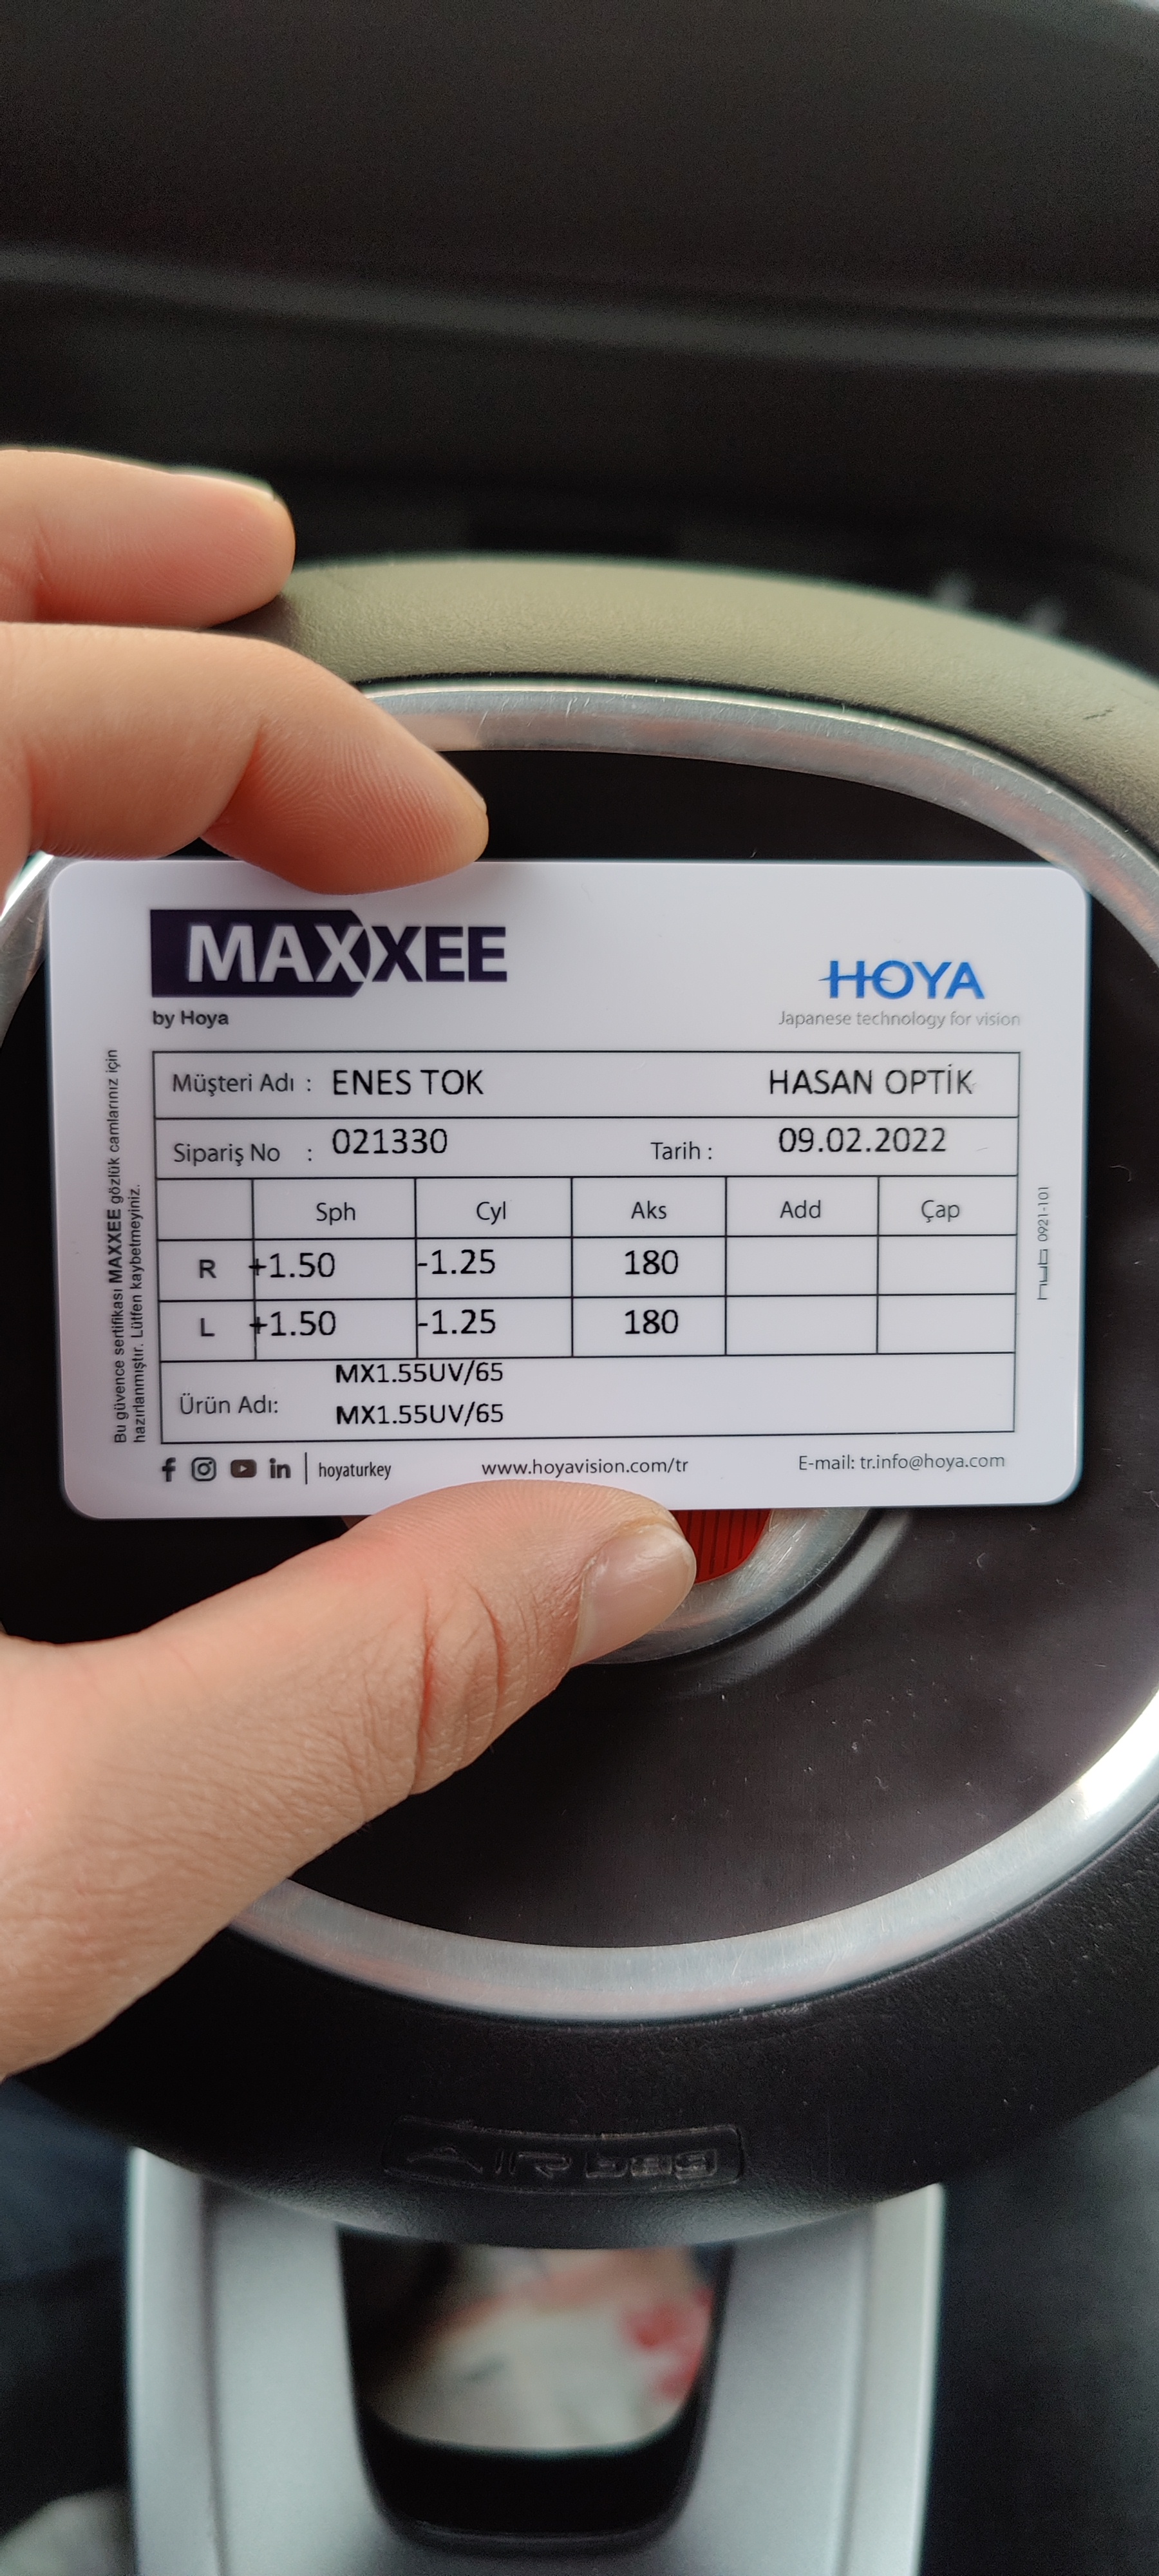 MAXXEE
by Hoya
HOYA
Japanese technology for vision
Müşteri Adı : ENES TOK HASAN OPTİK
Sipariş No : 021330 Tarih : 09.02.2022
Sph Cyl Aks Add Çap
R +1.50 -1.25 180
L +1.50 -1.25 180
Ürün Adı: MX1.55UV/65
MX1.55UV/65
hoyaturkey www.hoyavision.com/tr E-mail: tr.info@hoya.com
Bu güvence sertifikası MAXXEE gözlük camlarınız için
hazırlanmıştır. Lütfen kaybetmeyiniz.
hub 0921-101
AIRbag